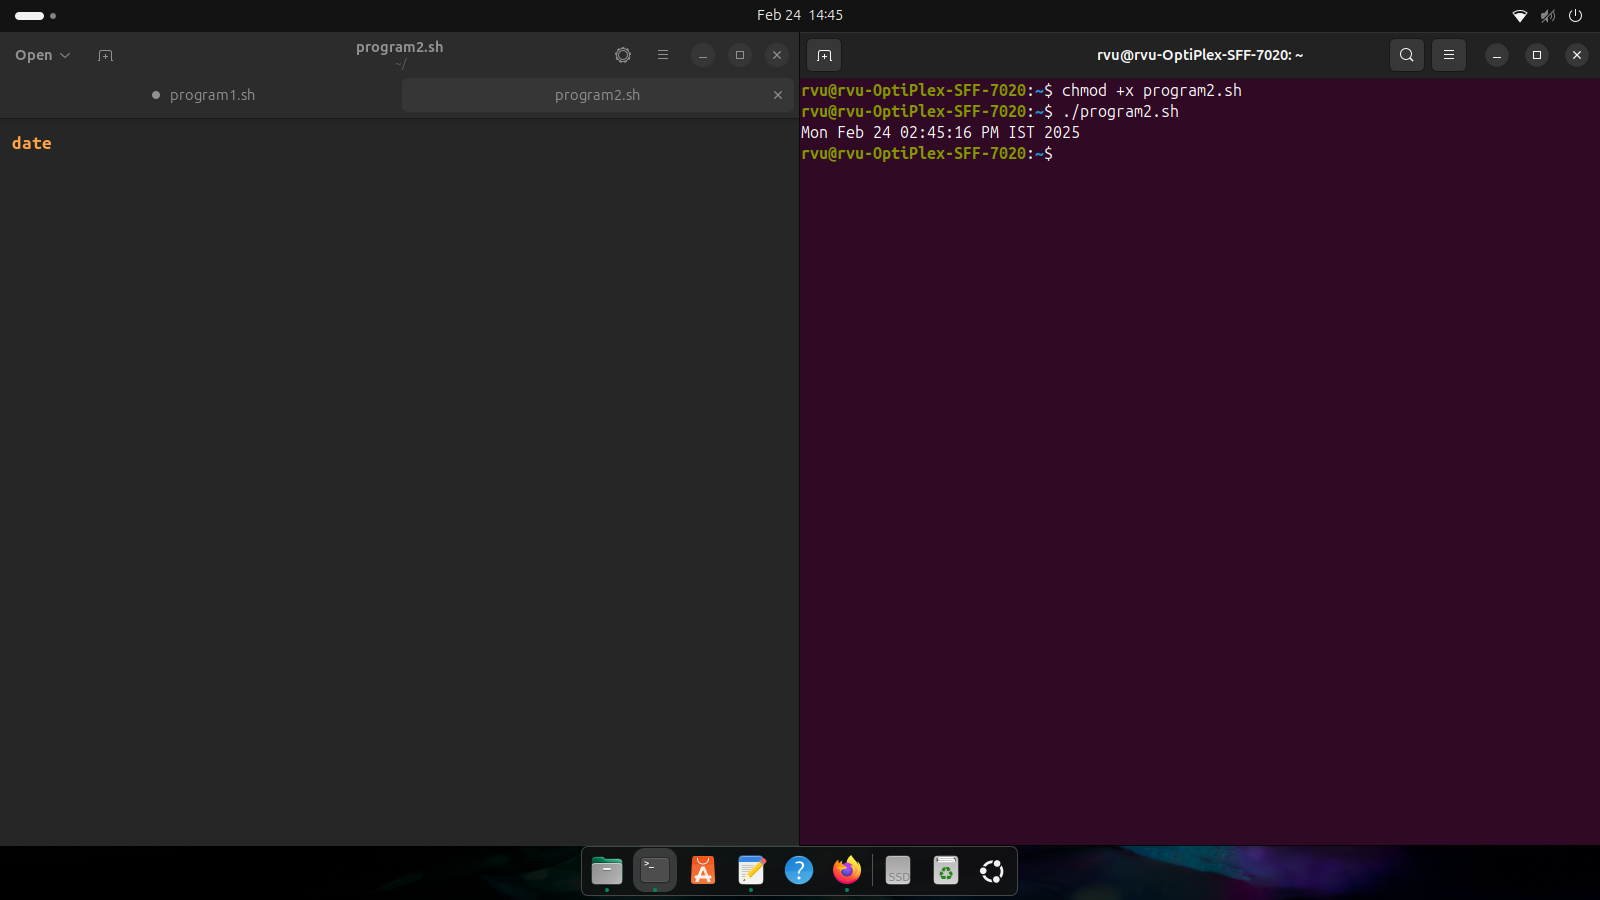 Feb 24 14:45
Open
program2.sh
~/
program1.sh
program2.sh
date
rvu@rvu-OptiPlex-SFF-7020: ~
rvu@rvu-OptiPlex-SFF-7020:~$ chmod +x program2.sh
rvu@rvu-OptiPlex-SFF-7020:~$ ./program2.sh
Mon Feb 24 02:45:16 PM IST 2025
rvu@rvu-OptiPlex-SFF-7020:~$
>_
A
?
SSD